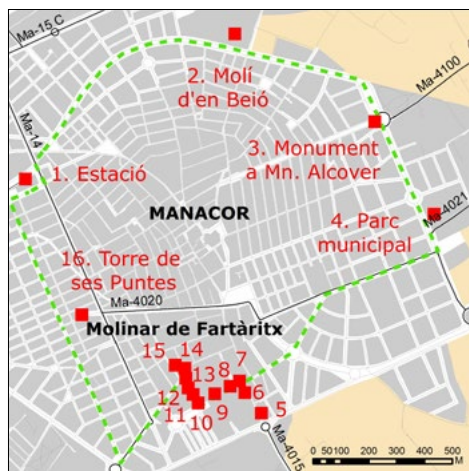 Ma-15 C
2. Molí
d'en Beió
Ma-4100
Ma-14
3. Monument
a Mn. Alcover
1. Estació
MANACOR
Ma-4021
4. Parc
municipal
16. Torre de
ses Puntes
Ma-4020
Molinar de Fartàritx
15
14
13
8
7
12
6
11
10
9
5
Ma-4015
0 50 100 200 300 400 500
M